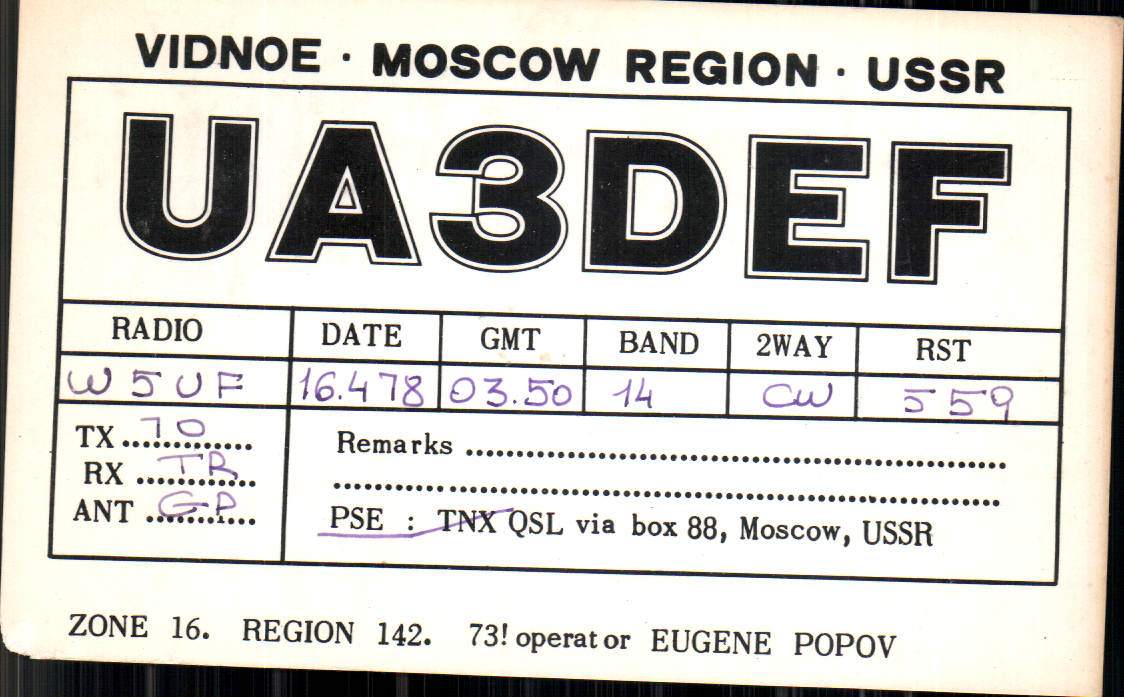 VIDNOE · MOSCOW REGION · USSR
UA3DEF
RADIO DATE GMT BAND 2WAY RST
W5UF 16.4 78 03.50 14 CW 559
TX 70 Remarks
RX TR
ANT GP PSE : TNX QSL via box 88, Moscow, USSR
ZONE 16. REGION 142. 73! operator EUGENE POPOV